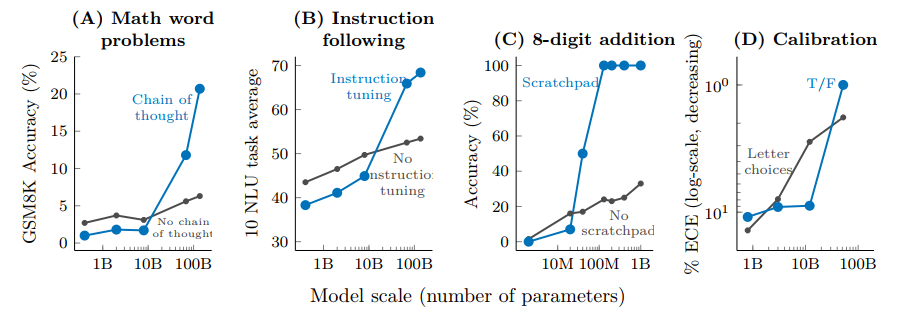 (A) Math word
problems
GSM8K Accuracy (%)
25
20
15
10
5
0
Chain of
thought
No chain
of thought
1B 10B 100B
(B) Instruction
following
10 NLU task average
70
60
50
40
30
Instruction
tuning
No
instruction
tuning
1B 10B 100B
(C) 8-digit addition
Accuracy (%)
100
80
60
40
20
0
Scratchpad
No
scratchpad
10M 100M 1B
(D) Calibration
% ECE (log-scale, decreasing)
10⁰
10¹
T/F
Letter
choices
1B 10B 100B
Model scale (number of parameters)